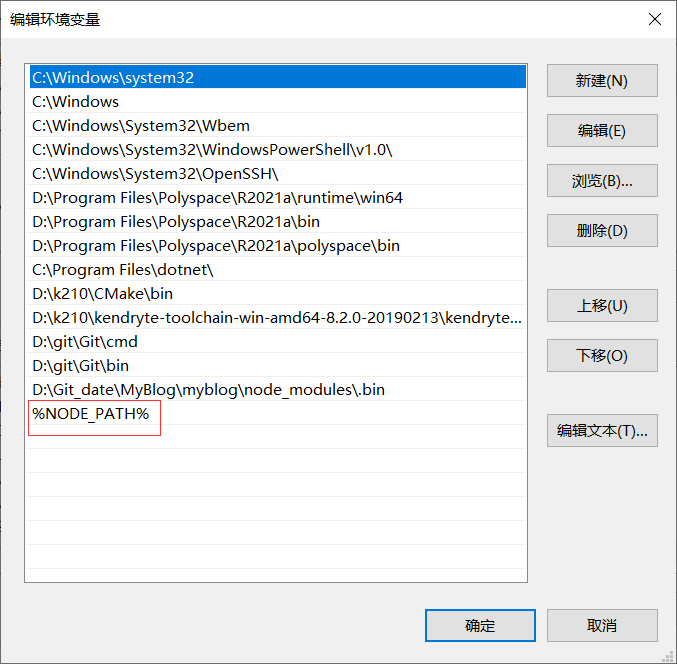 编辑环境变量
C:\Windows\system32
新建(N)
C:\Windows
C:\Windows\System32\Wbem
编辑(E)
C:\Windows\System32\WindowsPowerShell\v1.0\
C:\Windows\System32\OpenSSH\
浏览(B)...
D:\Program Files\Polyspace\R2021a\runtime\win64
D:\Program Files\Polyspace\R2021a\bin
删除(D)
D:\Program Files\Polyspace\R2021a\polyspace\bin
C:\Program Files\dotnet\
D:\k210\CMake\bin
上移(U)
D:\k210\kendryte-toolchain-win-amd64-8.2.0-20190213\kendryte...
D:\git\Git\cmd
下移(O)
D:\git\Git\bin
D:\Git_date\MyBlog\myblog\node_modules\.bin
%NODE_PATH%
编辑文本(T)...
确定
取消